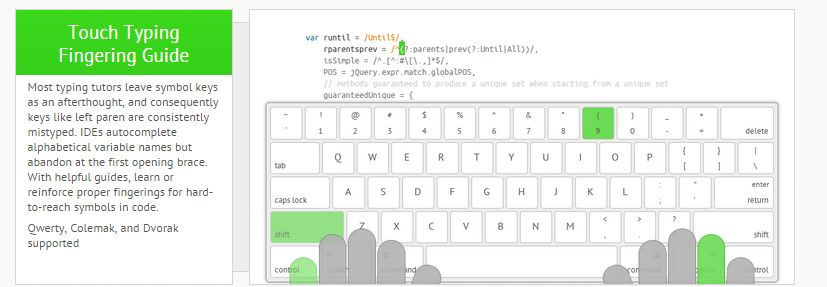 Touch Typing
Fingering Guide
Most typing tutors leave symbol keys
as an afterthought, and consequently
keys like left paren are consistently
mistyped. IDEs autocomplete
alphabetical variable names but
abandon at the first opening brace.
With helpful guides, learn or
reinforce proper fingerings for hard-
to-reach symbols in code.
Qwerty, Colemak, and Dvorak
supported
var runtil = /Until$/,
rparentsprev = /^(?:parents|prev(?:Until|All))/,
isSimple = /^.[^:#\[\.,]*$/,
POS = jQuery.expr.match.globalPOS,
// methods guaranteed to produce a unique set when starting from a unique set
guaranteedUnique = {
~ ! @ # $ % ^ & * ( ) _ +
` 1 2 3 4 5 6 7 8 9 0 - = delete
{ } |
tab Q W E R T Y U I O P [ ] \
: " enter
caps lock A S D F G H J K L ; ' return
< > ?
shift Z X C V B N M , . shift
control option command command option control